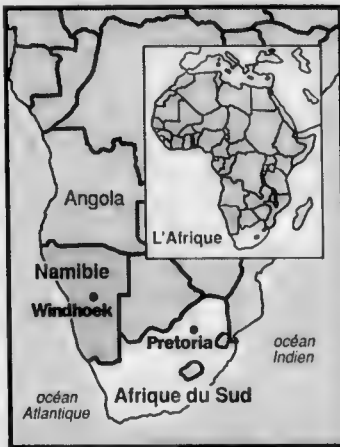 Angola
L'Afrique
Namibie
Windhoek
Pretoria
océan
Indien
océan
Atlantique
Afrique du Sud